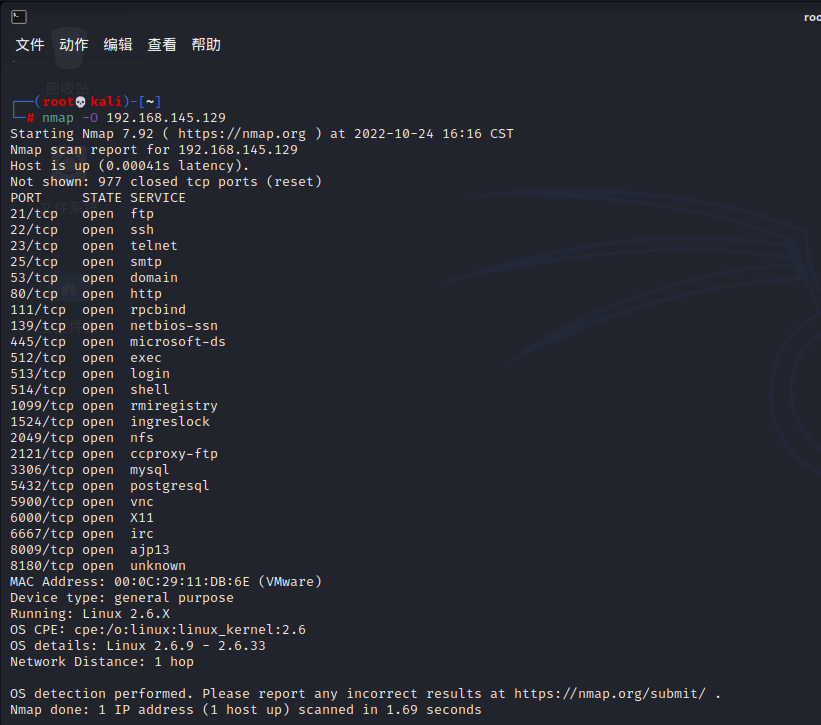 roo
文件 动作 编辑 查看 帮助
回收站
┌──(root💀kali)-[~]
└─# nmap -O 192.168.145.129
Starting Nmap 7.92 ( https://nmap.org ) at 2022-10-24 16:16 CST
Nmap scan report for 192.168.145.129
Host is up (0.00041s latency).
Not shown: 977 closed tcp ports (reset)
PORT     STATE SERVICE
21/tcp   open  ftp
22/tcp   open  ssh
23/tcp   open  telnet
25/tcp   open  smtp
53/tcp   open  domain
80/tcp   open  http
111/tcp  open  rpcbind
139/tcp  open  netbios-ssn
445/tcp  open  microsoft-ds
512/tcp  open  exec
513/tcp  open  login
514/tcp  open  shell
1099/tcp open  rmiregistry
1524/tcp open  ingreslock
2049/tcp open  nfs
2121/tcp open  ccproxy-ftp
3306/tcp open  mysql
5432/tcp open  postgresql
5900/tcp open  vnc
6000/tcp open  X11
6667/tcp open  irc
8009/tcp open  ajp13
8180/tcp open  unknown
MAC Address: 00:0C:29:11:DB:6E (VMware)
Device type: general purpose
Running: Linux 2.6.X
OS CPE: cpe:/o:linux:linux_kernel:2.6
OS details: Linux 2.6.9 - 2.6.33
Network Distance: 1 hop
OS detection performed. Please report any incorrect results at https://nmap.org/submit/ .
Nmap done: 1 IP address (1 host up) scanned in 1.69 seconds